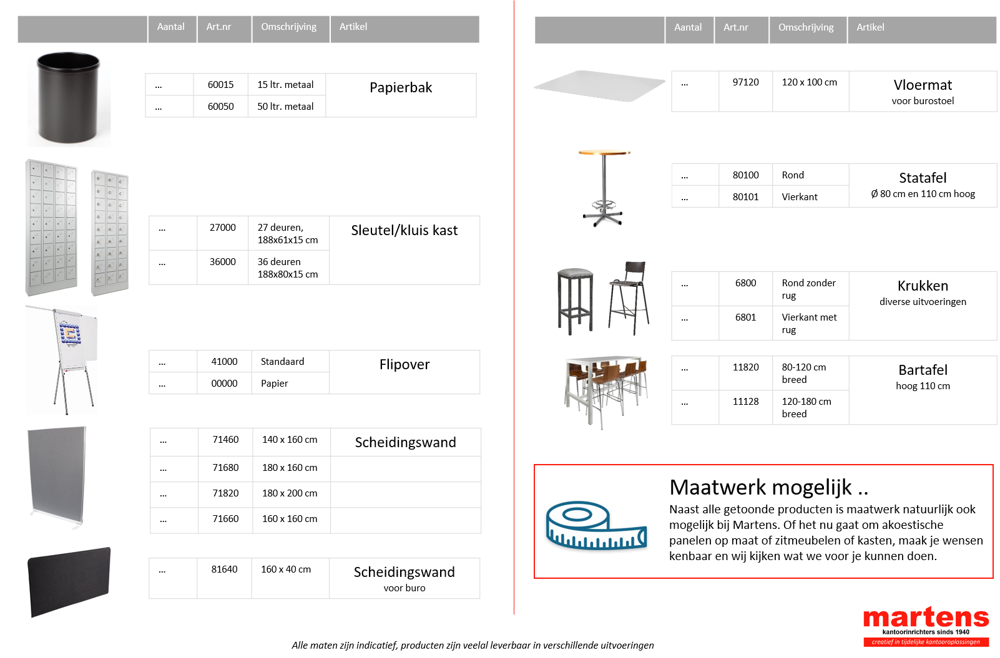 Aantal Art.nr Omschrijving Artikel
... 60015 15 ltr. metaal Papierbak
... 60050 50 ltr. metaal
... 27000 27 deuren, Sleutel/kluis kast
188x61x15 cm
... 36000 36 deuren
188x80x15 cm
... 41000 Standaard Flipover
... 00000 Papier
... 71460 140 x 160 cm Scheidingswand
... 71680 180 x 160 cm
... 71820 180 x 200 cm
... 71660 160 x 160 cm
... 81640 160 x 40 cm Scheidingswand
voor buro
Aantal Art.nr Omschrijving Artikel
... 97120 120 x 100 cm Vloermat
voor burostoel
... 80100 Rond Statafel
Ø 80 cm en 110 cm hoog
... 80101 Vierkant
... 6800 Rond zonder Krukken
rug diverse uitvoeringen
... 6801 Vierkant met
rug
... 11820 80-120 cm Bartafel
breed hoog 110 cm
... 11128 120-180 cm
breed
Maatwerk mogelijk ..
Naast alle getoonde producten is maatwerk natuurlijk ook
mogelijk bij Martens. Of het nu gaat om akoestische
panelen op maat of zitmeubelen of kasten, maak je wensen
kenbaar en wij kijken wat we voor je kunnen doen.
martens
kantoorinrichters sinds 1940
creatief in tijdelijke kantooroplossingen
Alle maten zijn indicatief, producten zijn veelal leverbaar in verschillende uitvoeringen